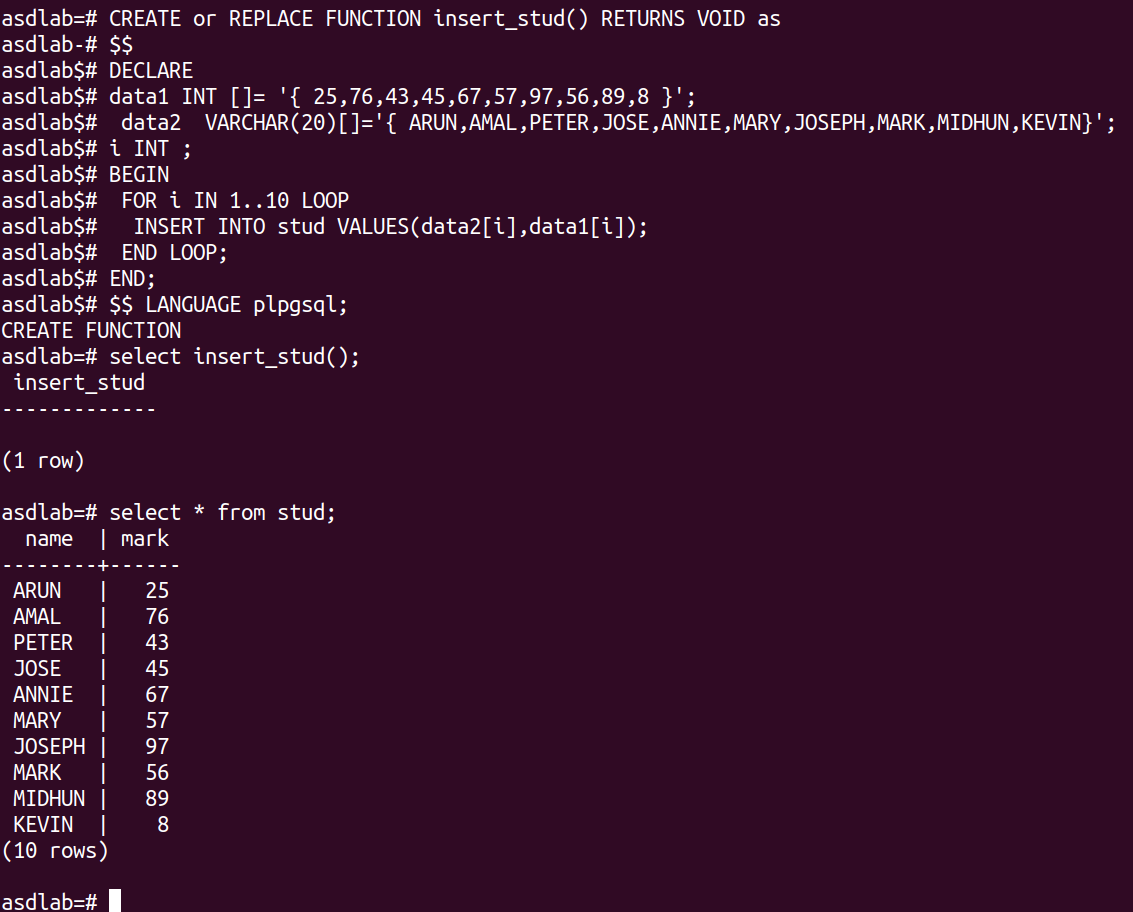 asdlab=# CREATE or REPLACE FUNCTION insert_stud() RETURNS VOID as
asdlab-# $$
asdlab$# DECLARE
asdlab$# data1 INT []= '{ 25,76,43,45,67,57,97,56,89,8 }';
asdlab$#  data2  VARCHAR(20)[]='{ ARUN,AMAL,PETER,JOSE,ANNIE,MARY,JOSEPH,MARK,MIDHUN,KEVIN}';
asdlab$# i INT ;
asdlab$# BEGIN
asdlab$#  FOR i IN 1..10 LOOP
asdlab$#   INSERT INTO stud VALUES(data2[i],data1[i]);
asdlab$#  END LOOP;
asdlab$# END;
asdlab$# $$ LANGUAGE plpgsql;
CREATE FUNCTION
asdlab=# select insert_stud();
 insert_stud
-------------
(1 row)
asdlab=# select * from stud;
  name  | mark
--------+------
 ARUN   |   25
 AMAL   |   76
 PETER  |   43
 JOSE   |   45
 ANNIE  |   67
 MARY   |   57
 JOSEPH |   97
 MARK   |   56
 MIDHUN |   89
 KEVIN  |    8
(10 rows)
asdlab=#